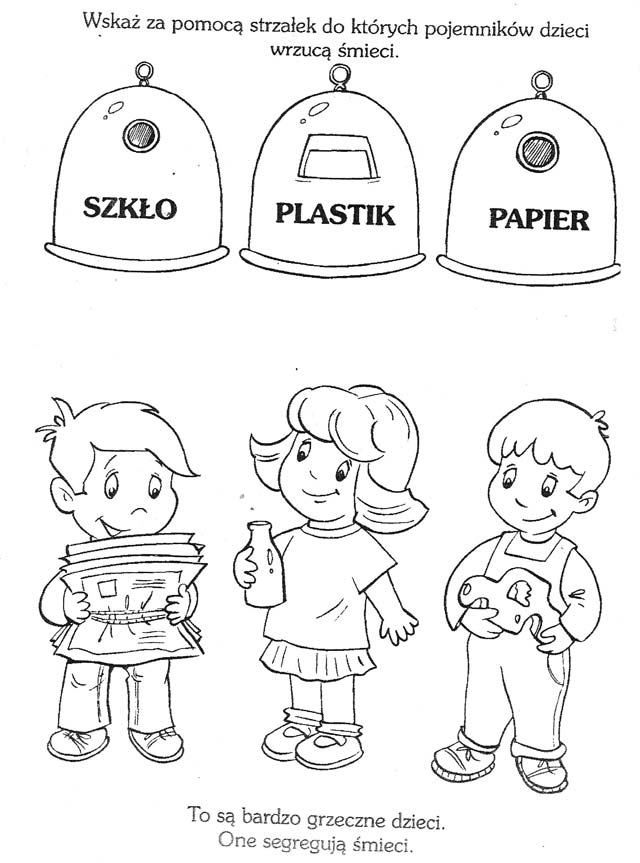 Wskaż za pomocą strzałek do których pojemników dzieci
wrzucą śmieci.
SZKŁO
PLASTIK
PAPIER
To są bardzo grzeczne dzieci.
One segregują śmieci.